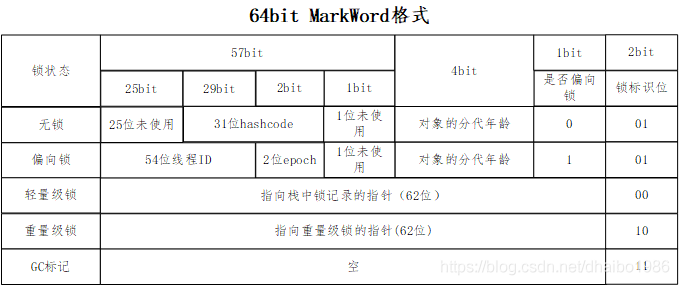 64bit MarkWord格式
锁状态
57bit
4bit
1bit
2bit
25bit
29bit
2bit
1bit
是否偏向
锁
锁标识位
无锁
25位未使用
31位hashcode
1位未使
用
对象的分代年龄
0
01
偏向锁
54位线程ID
2位epoch
1位未使
用
对象的分代年龄
1
01
轻量级锁
指向栈中锁记录的指针（62位）
00
重量级锁
指向重量级锁的指针(62位)
10
GC标记
空
11
https://blog.csdn.net/dhaibo1986